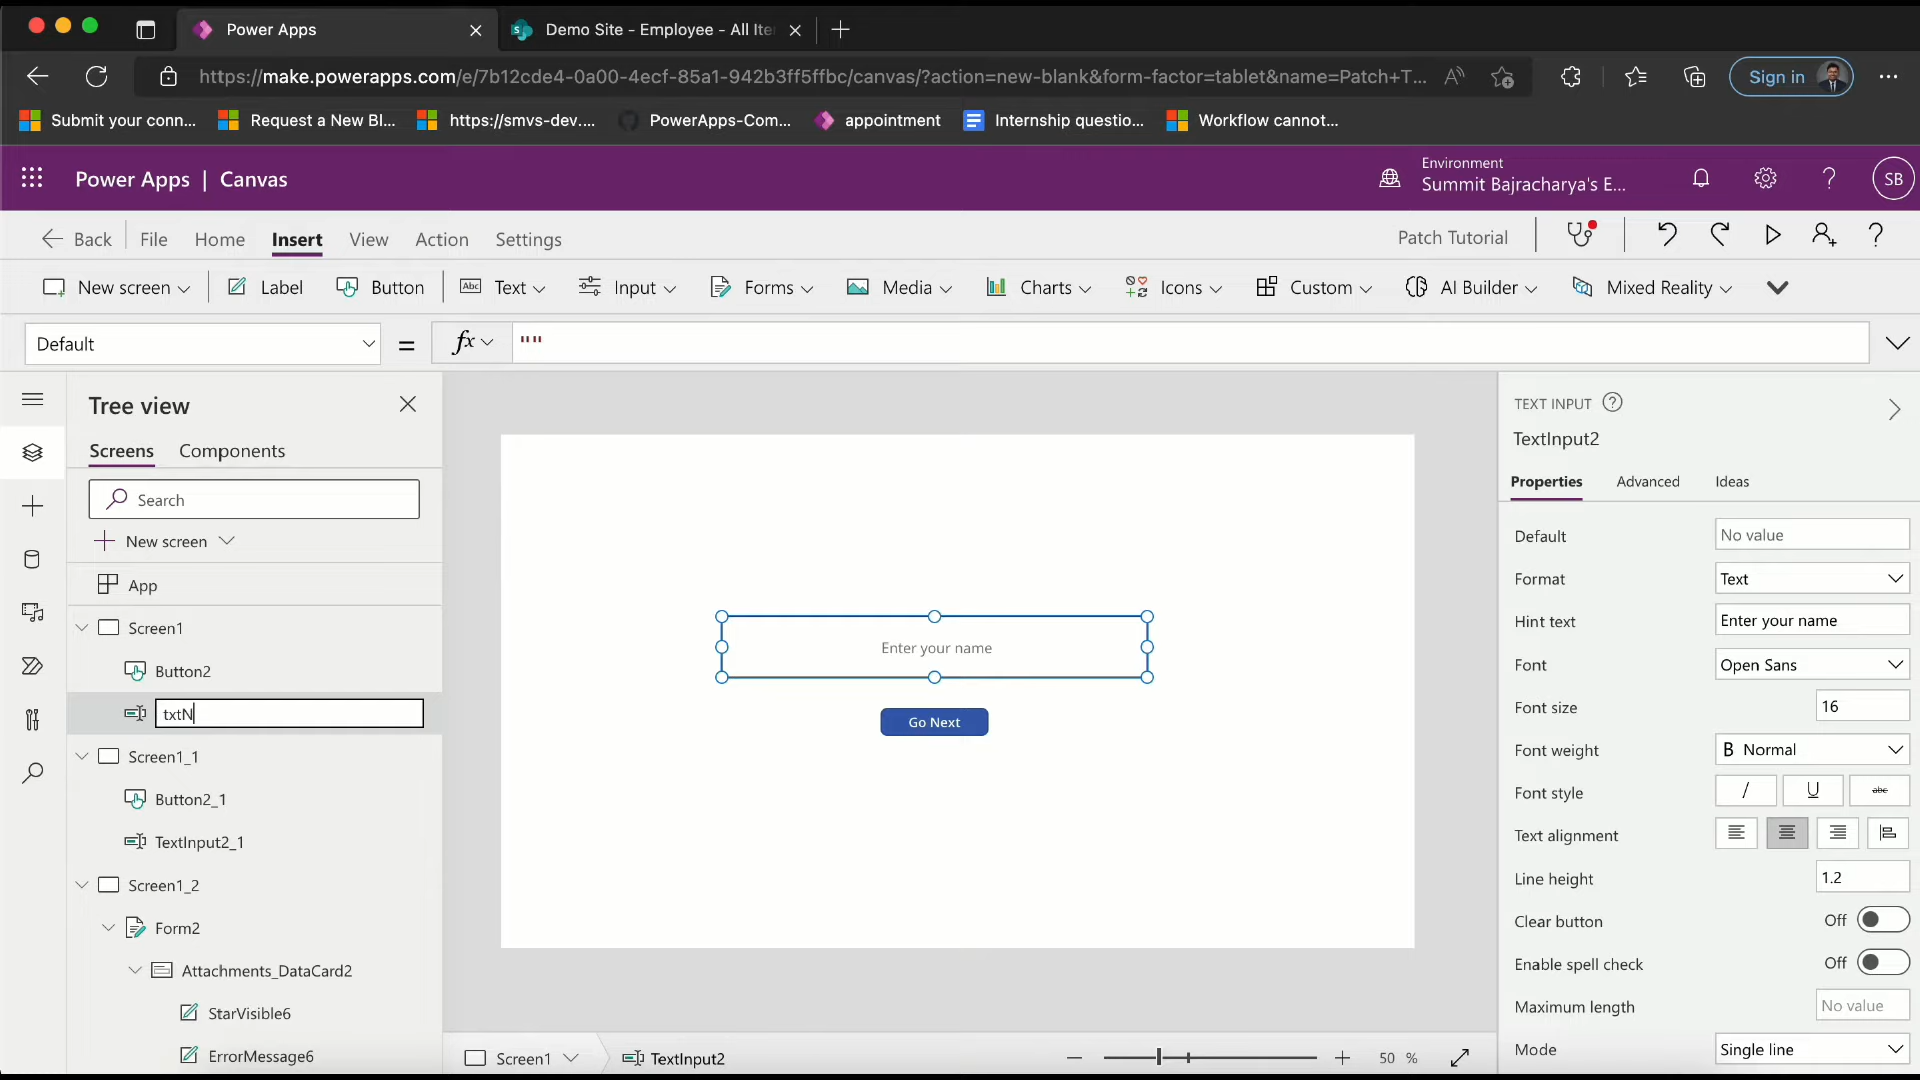 Power Apps
Demo Site - Employee - All Ite
https://make.powerapps.com/e/7b12cde4-0a00-4ecf-85a1-942b3ff5ffbc/canvas/?action=new-blank&form-factor=tablet&name=Patch+T...
Sign in
Submit your conn...
Request a New BI...
https://smvs-dev....
PowerApps-Com...
appointment
Internship questio...
Workflow cannot...
Power Apps | Canvas
Environment
Summit Bajracharya's E...
SB
Back
File
Home
Insert
View
Action
Settings
Patch Tutorial
New screen
Label
Button
Abc Text
Input
Forms
Media
Charts
Icons
Custom
AI Builder
Mixed Reality
Default
=
fx
""
Tree view
Screens
Components
Search
New screen
App
Screen1
Button2
txtN
Screen1_1
Button2_1
TextInput2_1
Screen1_2
Form2
Attachments_DataCard2
StarVisible6
ErrorMessage6
Enter your name
Go Next
Screen1
TextInput2
50 %
TEXT INPUT
TextInput2
Properties
Advanced
Ideas
Default
No value
Format
Text
Hint text
Enter your name
Font
Open Sans
Font size
16
Font weight
B Normal
Font style
/ U abc
Text alignment
Line height
1.2
Clear button
Off
Enable spell check
Off
Maximum length
No value
Mode
Single line